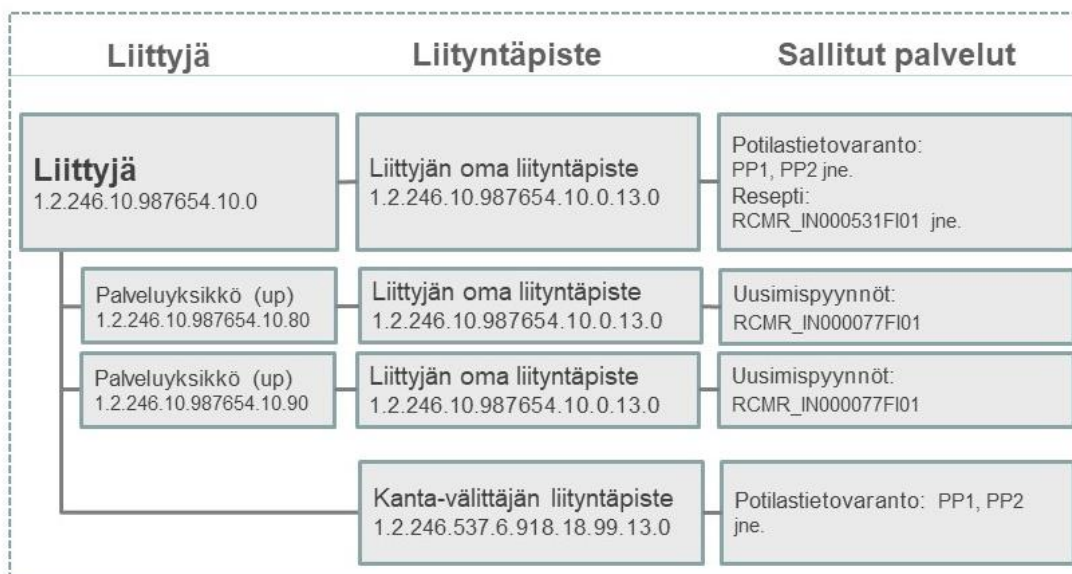 Liittyjä
Liityntäpiste
Sallitut palvelut
Liittyjä
1.2.246.10.987654.10.0
Liittyjän oma liityntäpiste
1.2.246.10.987654.10.0.13.0
Potilastietovaranto:
PP1, PP2 jne.
Resepti:
RCMR_IN000531FI01 jne.
Palveluyksikkö (up)
1.2.246.10.987654.10.80
Liittyjän oma liityntäpiste
1.2.246.10.987654.10.0.13.0
Uusimispyynnöt:
RCMR_IN000077FI01
Palveluyksikkö (up)
1.2.246.10.987654.10.90
Liittyjän oma liityntäpiste
1.2.246.10.987654.10.0.13.0
Uusimispyynnöt:
RCMR_IN000077FI01
Kanta-välittäjän liityntäpiste
1.2.246.537.6.918.18.99.13.0
Potilastietovaranto: PP1, PP2
jne.